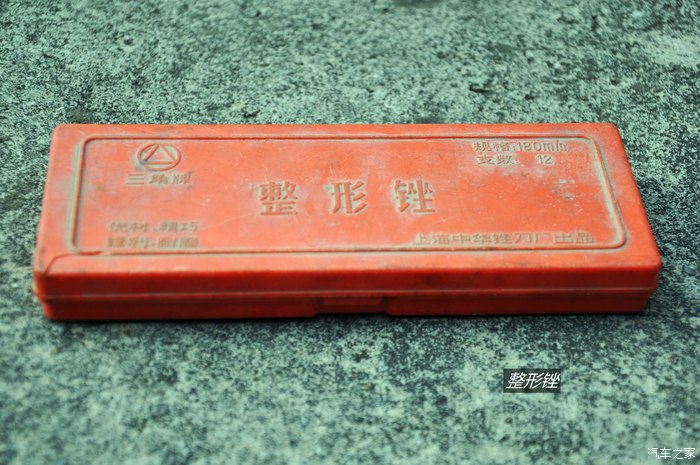 三角牌
规格:180mm
支数: 12
整形锉
优材、精巧
锋利、耐磨
上海中华锉刀厂出品
整形锉
汽车之家